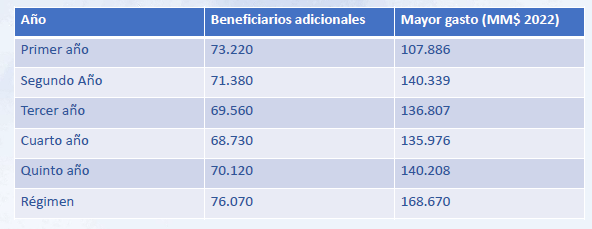 Año Beneficiarios adicionales Mayor gasto (MM$ 2022)
Primer año 73.220 107.886
Segundo Año 71.380 140.339
Tercer año 69.560 136.807
Cuarto año 68.730 135.976
Quinto año 70.120 140.208
Régimen 76.070 168.670